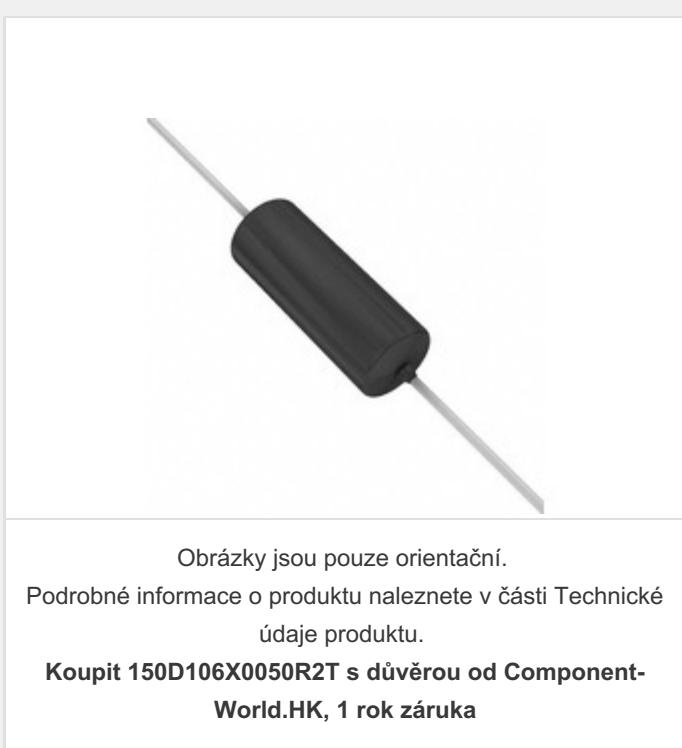 Obrázky jsou pouze orientační.
Podrobné informace o produktu naleznete v části Technické
údaje produktu.
Koupit 150D106X0050R2T s důvěrou od Component-
World.HK, 1 rok záruka